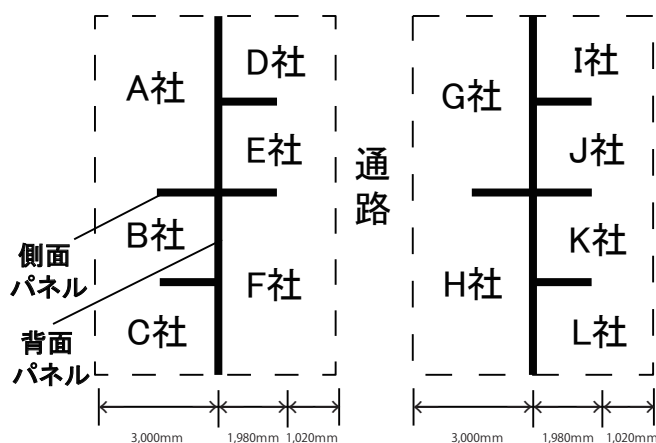 A社
D社
E社
B社
F社
C社
側面
パネル
背面
パネル
通
路
G社
I社
J社
K社
H社
L社
3,000mm
1,980mm
1,020mm
3,000mm
1,980mm
1,020mm